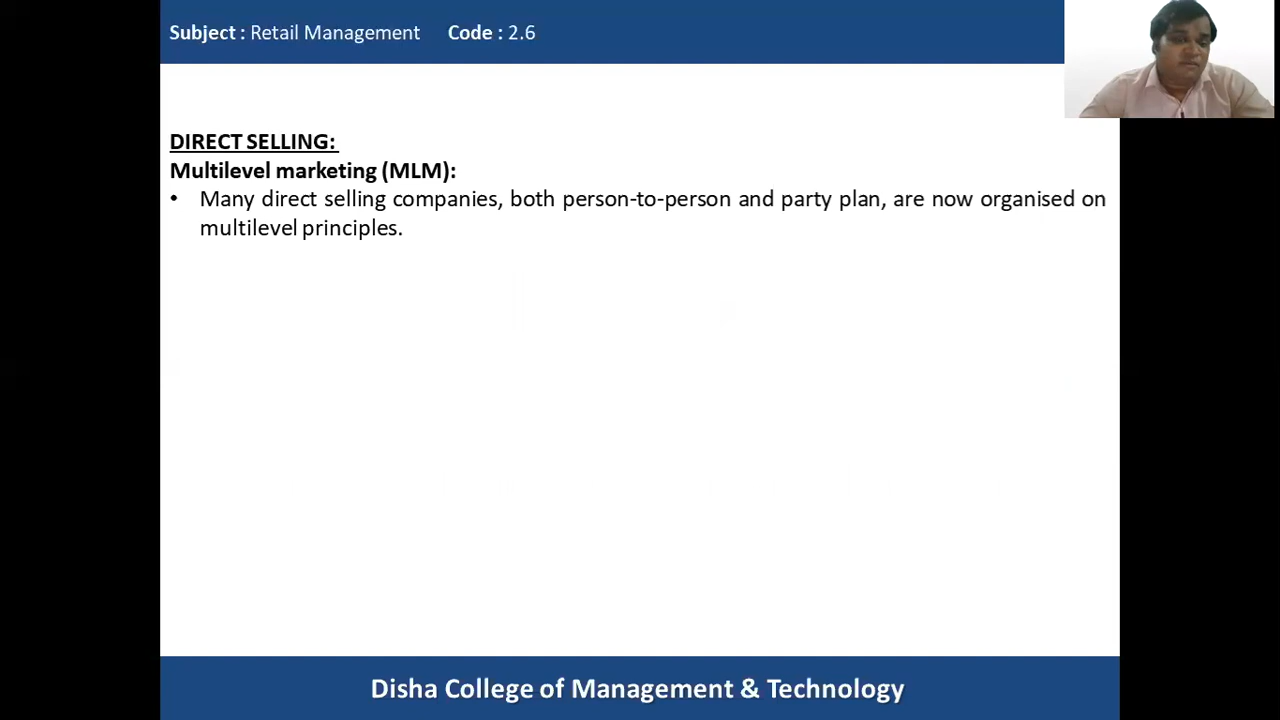 Subject : Retail Management Code : 2.6
DIRECT SELLING:
Multilevel marketing (MLM):
• Many direct selling companies, both person-to-person and party plan, are now organised on
multilevel principles.
Disha College of Management & Technology